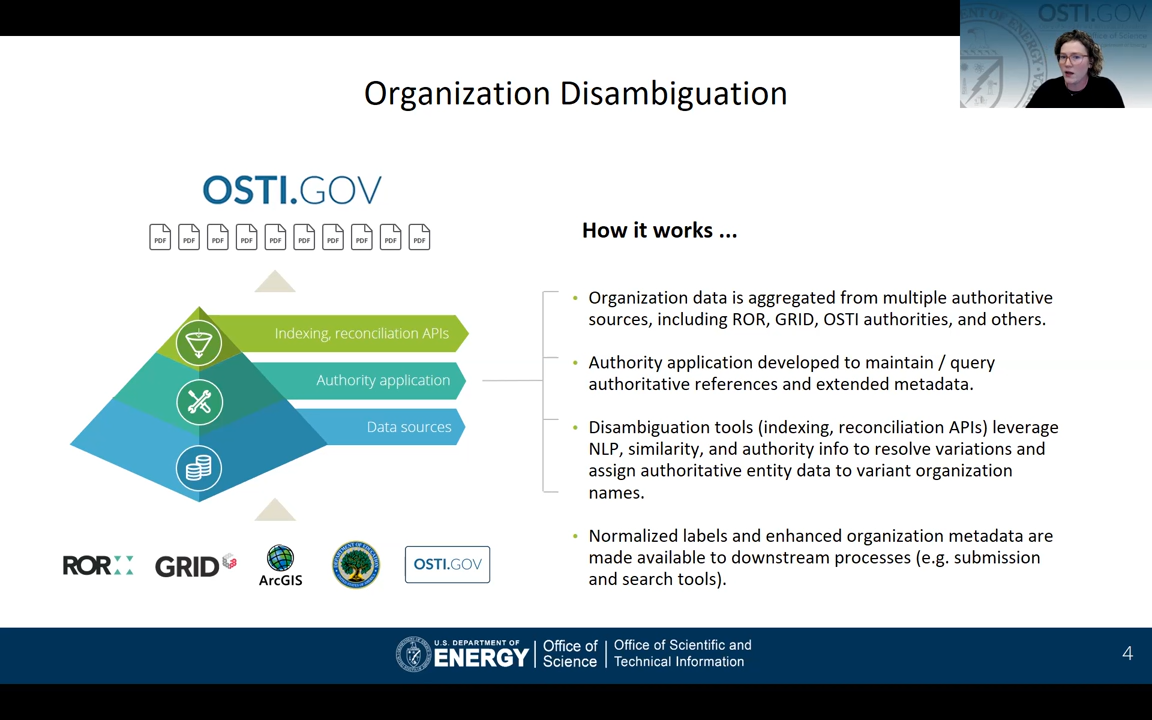 OSTI.GOV
Organization Disambiguation
OSTI.GOV
PDF PDF PDF PDF PDF PDF PDF PDF PDF PDF
Indexing, reconciliation APIs
Authority application
Data sources
ROR
GRID
ArcGIS
OSTI.GOV
How it works ...
• Organization data is aggregated from multiple authoritative
sources, including ROR, GRID, OSTI authorities, and others.
• Authority application developed to maintain / query
authoritative references and extended metadata.
• Disambiguation tools (indexing, reconciliation APIs) leverage
NLP, similarity, and authority info to resolve variations and
assign authoritative entity data to variant organization
names.
• Normalized labels and enhanced organization metadata are
made available to downstream processes (e.g. submission
and search tools).
U.S. DEPARTMENT OF
ENERGY
Office of
Science
Office of Scientific and
Technical Information
4